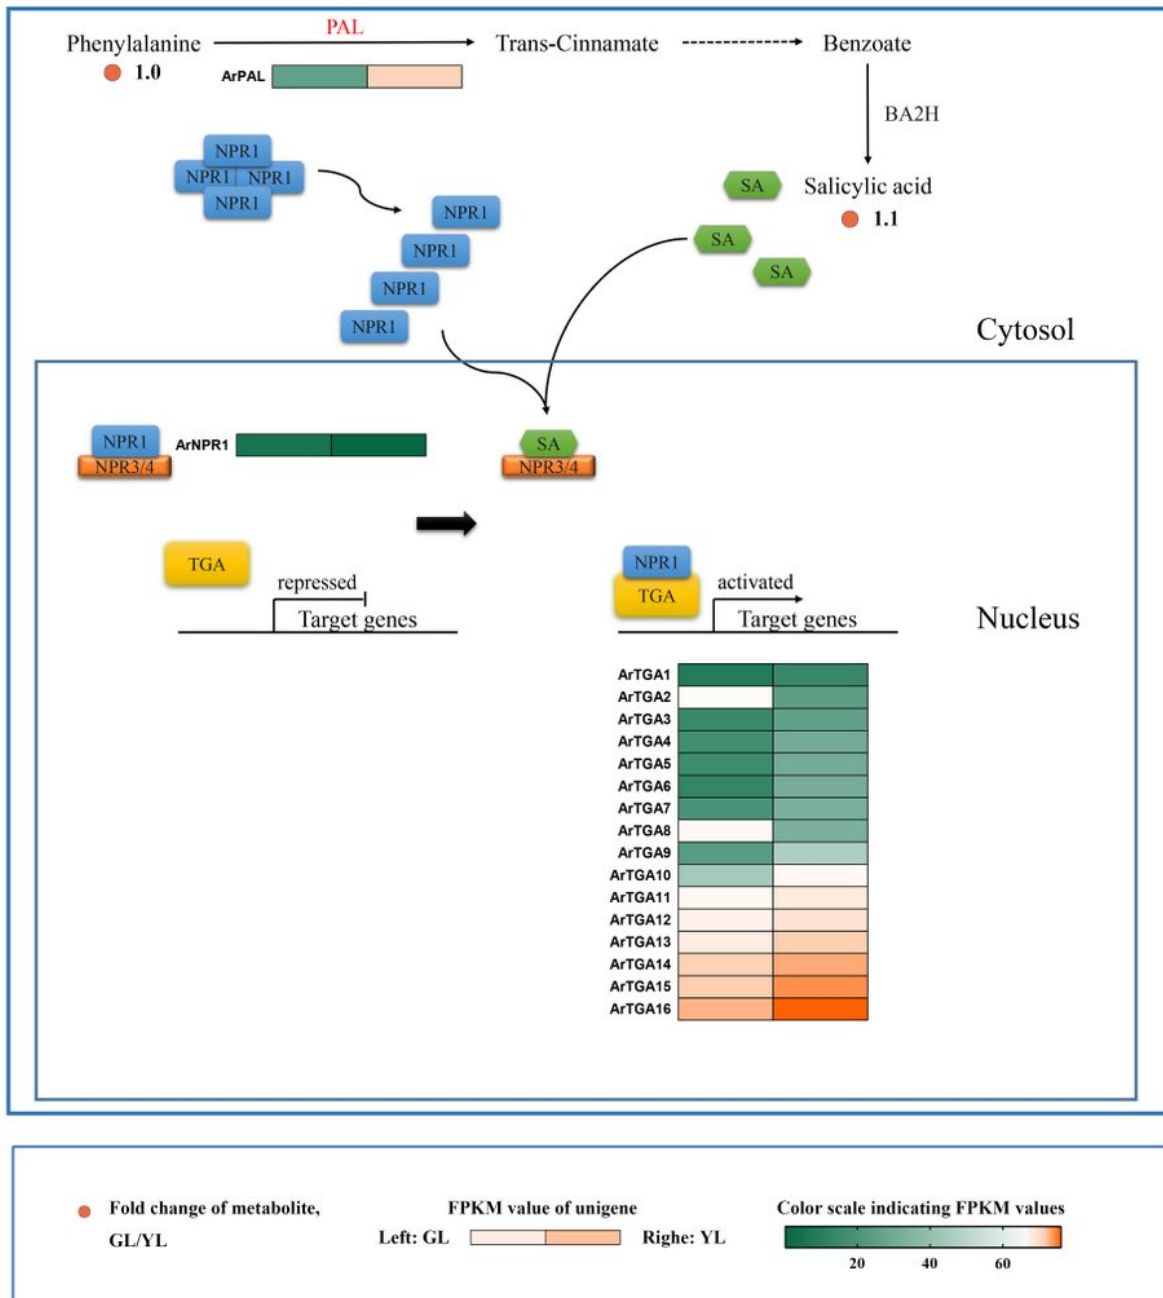 PAL
Phenylalanine
Trans-Cinnamate
Benzoate
1.0
ArPAL
BA2H
NPR1
NPR1 NPR1
NPR1
SA
Salicylic acid
1.1
NPR1
SA
NPR1
SA
NPR1
NPR1
Cytosol
NPR1
NPR3/4
ArNPR1
SA
NPR3/4
TGA
repressed
Target genes
NPR1
TGA
activated
Target genes
Nucleus
ArTGA1
ArTGA2
ArTGA3
ArTGA4
ArTGA5
ArTGA6
ArTGA7
ArTGA8
ArTGA9
ArTGA10
ArTGA11
ArTGA12
ArTGA13
ArTGA14
ArTGA15
ArTGA16
Fold change of metabolite,
GL/YL
FPKM value of unigene
Left: GL
Righe: YL
Color scale indicating FPKM values
20 40 60